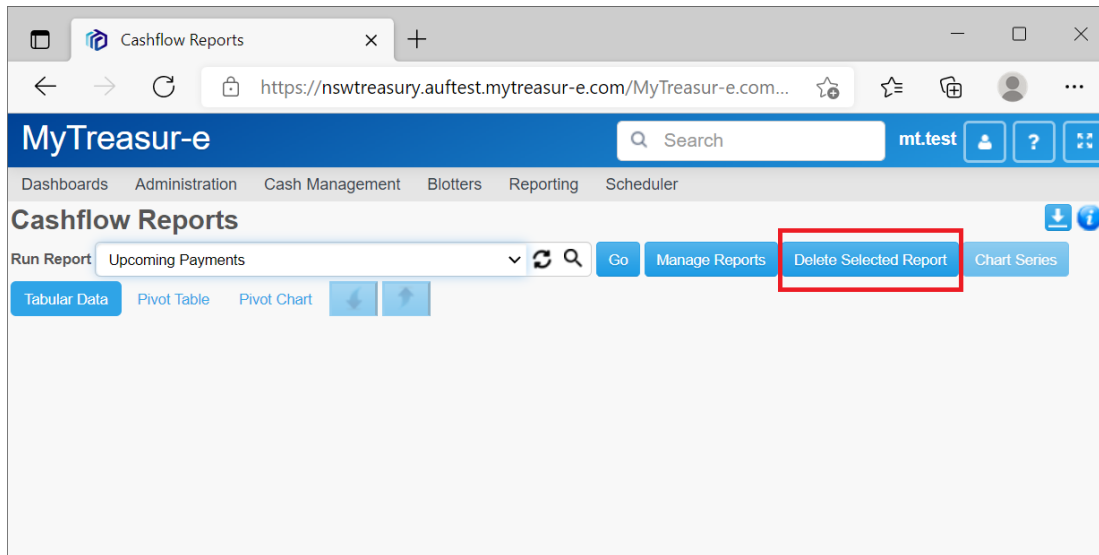 Cashflow Reports
https://nswtreasury.auftest.mytreasur-e.com/MyTreasur-e.com...
MyTreasur-e Search mt.test ?
Dashboards Administration Cash Management Blotters Reporting Scheduler
Cashflow Reports
Run Report Upcoming Payments Go Manage Reports Delete Selected Report Chart Series
Tabular Data Pivot Table Pivot Chart